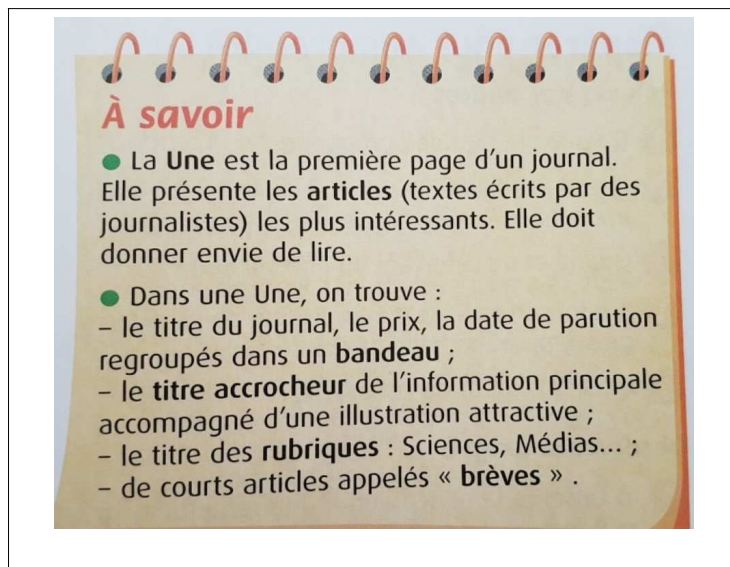 À savoir
● La Une est la première page d'un journal.
Elle présente les articles (textes écrits par des
journalistes) les plus intéressants. Elle doit
donner envie de lire.
● Dans une Une, on trouve :
– le titre du journal, le prix, la date de parution
regroupés dans un bandeau ;
– le titre accrocheur de l'information principale
accompagné d'une illustration attractive ;
– le titre des rubriques : Sciences, Médias... ;
– de courts articles appelés « brèves » .